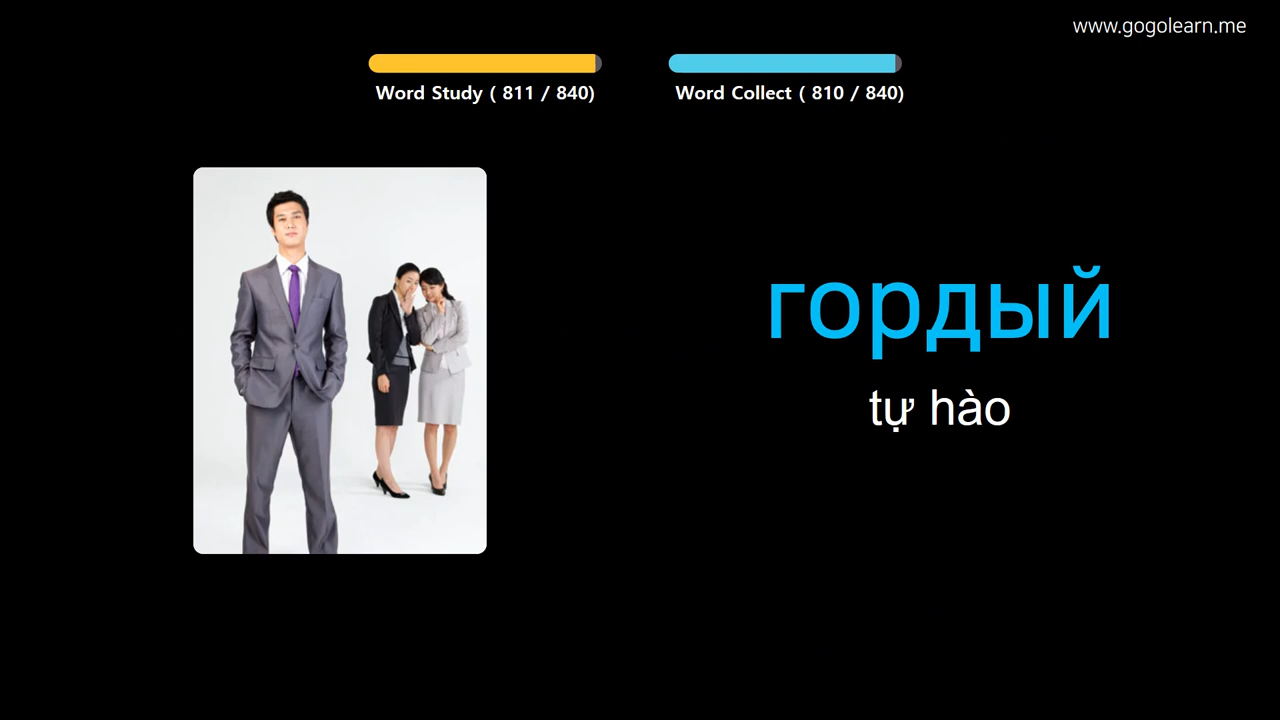 www.gogolearn.me
Word Study ( 811 / 840)
Word Collect ( 810 / 840)
гордый
tự hào